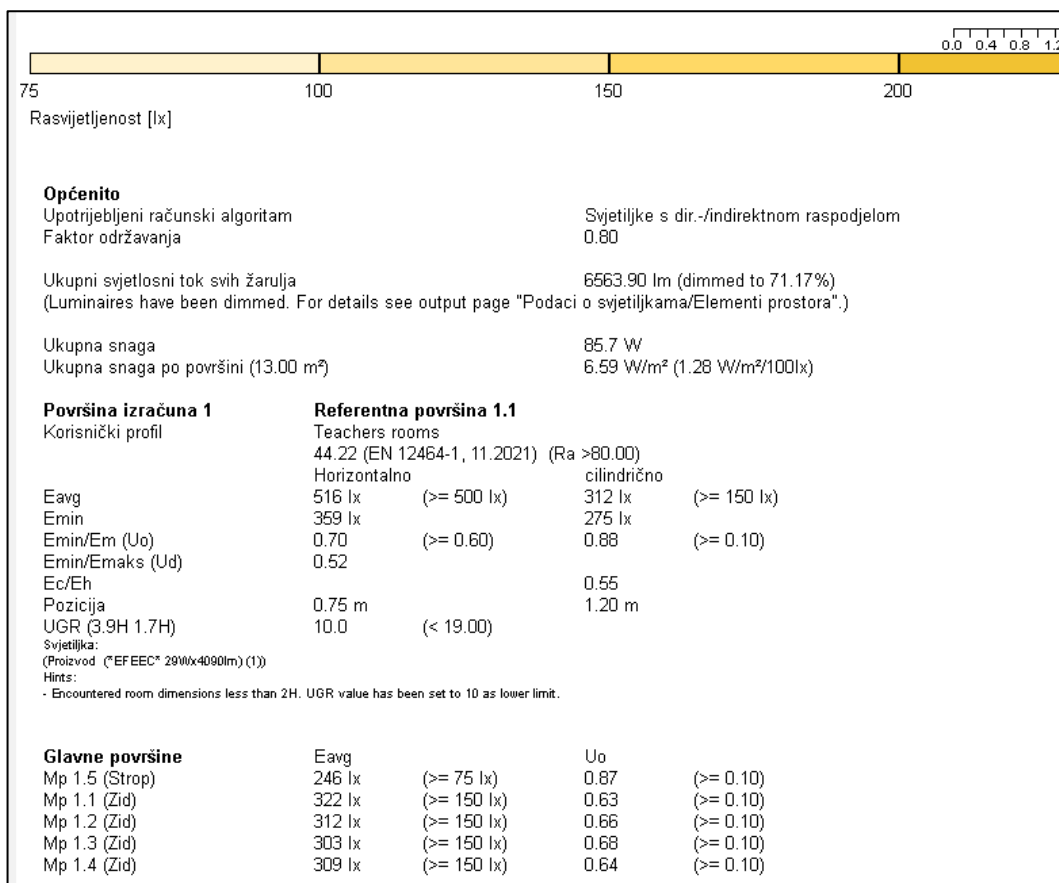 0.0 0.4 0.8 1.2
75 100 150 200
Rasvijetljenost [lx]
Općenito
Upotrijebljeni računski algoritam Svjetiljke s dir.-/indirektnom raspodjelom
Faktor održavanja 0.80
Ukupni svjetlosni tok svih žarulja 6563.90 lm (dimmed to 71.17%)
(Luminaires have been dimmed. For details see output page "Podaci o svjetiljkama/Elementi prostora".)
Ukupna snaga 85.7 W
Ukupna snaga po površini (13.00 m²) 6.59 W/m² (1.28 W/m²/100lx)
Površina izračuna 1 Referentna površina 1.1
Korisnički profil Teachers rooms
44.22 (EN 12464-1, 11.2021) (Ra >80.00)
Horizontalno cilindrično
Eavg 516 lx (>= 500 lx) 312 lx (>= 150 lx)
Emin 359 lx 275 lx
Emin/Em (Uo) 0.70 (>= 0.60) 0.88 (>= 0.10)
Emin/Emaks (Ud) 0.52
Ec/Eh 0.55
Pozicija 0.75 m 1.20 m
UGR (3.9H 1.7H) 10.0 (< 19.00)
Svjetiljka:
(Proizvod (*EFEEC* 29Wx4090lm) (1))
Hints:
- Encountered room dimensions less than 2H. UGR value has been set to 10 as lower limit.
Glavne površine Eavg Uo
Mp 1.5 (Strop) 246 lx (>= 75 lx) 0.87 (>= 0.10)
Mp 1.1 (Zid) 322 lx (>= 150 lx) 0.63 (>= 0.10)
Mp 1.2 (Zid) 312 lx (>= 150 lx) 0.66 (>= 0.10)
Mp 1.3 (Zid) 303 lx (>= 150 lx) 0.68 (>= 0.10)
Mp 1.4 (Zid) 309 lx (>= 150 lx) 0.64 (>= 0.10)